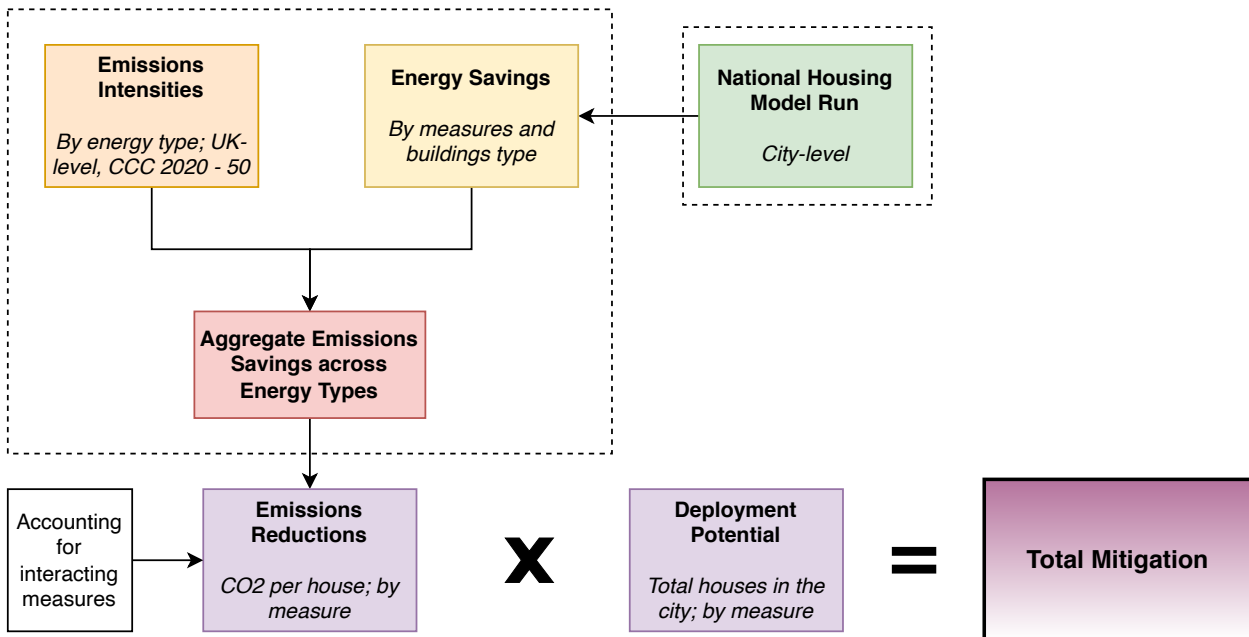 Emissions
Intensities
By energy type; UK-
level, CCC 2020 - 50
Energy Savings
By measures and
buildings type
National Housing
Model Run
City-level
Aggregate Emissions
Savings across
Energy Types
Accounting
for
interacting
measures
Emissions
Reductions
CO2 per house; by
measure
x
Deployment
Potential
Total houses in the
city; by measure
=
Total Mitigation